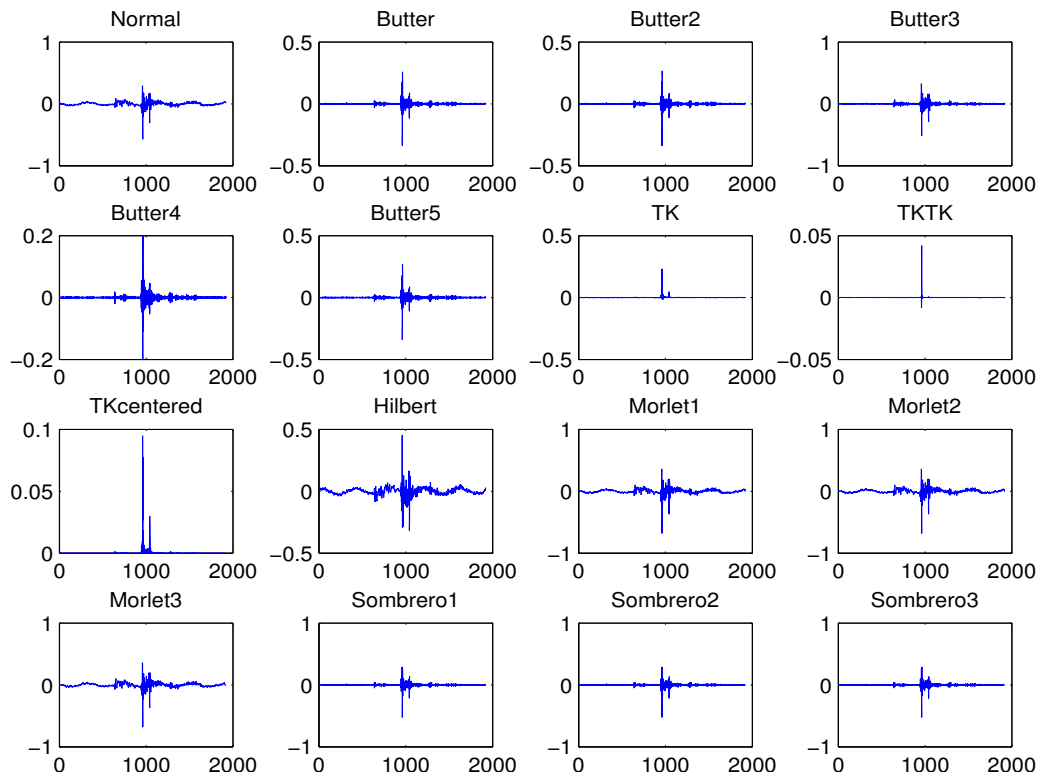 Normal
Butter
Butter2
Butter3
1
0
−1
0 1000 2000
0.5
0
−0.5
0 1000 2000
0.5
0
−0.5
0 1000 2000
1
0
−1
0 1000 2000
Butter4
Butter5
TK
TKTK
0.2
0
−0.2
0 1000 2000
0.5
0
−0.5
0 1000 2000
0.5
0
−0.5
0 1000 2000
0.05
0
−0.05
0 1000 2000
TKcentered
Hilbert
Morlet1
Morlet2
0.1
0.05
0
0 1000 2000
0.5
0
−0.5
0 1000 2000
1
0
−1
0 1000 2000
1
0
−1
0 1000 2000
Morlet3
Sombrero1
Sombrero2
Sombrero3
1
0
−1
0 1000 2000
1
0
−1
0 1000 2000
1
0
−1
0 1000 2000
1
0
−1
0 1000 2000